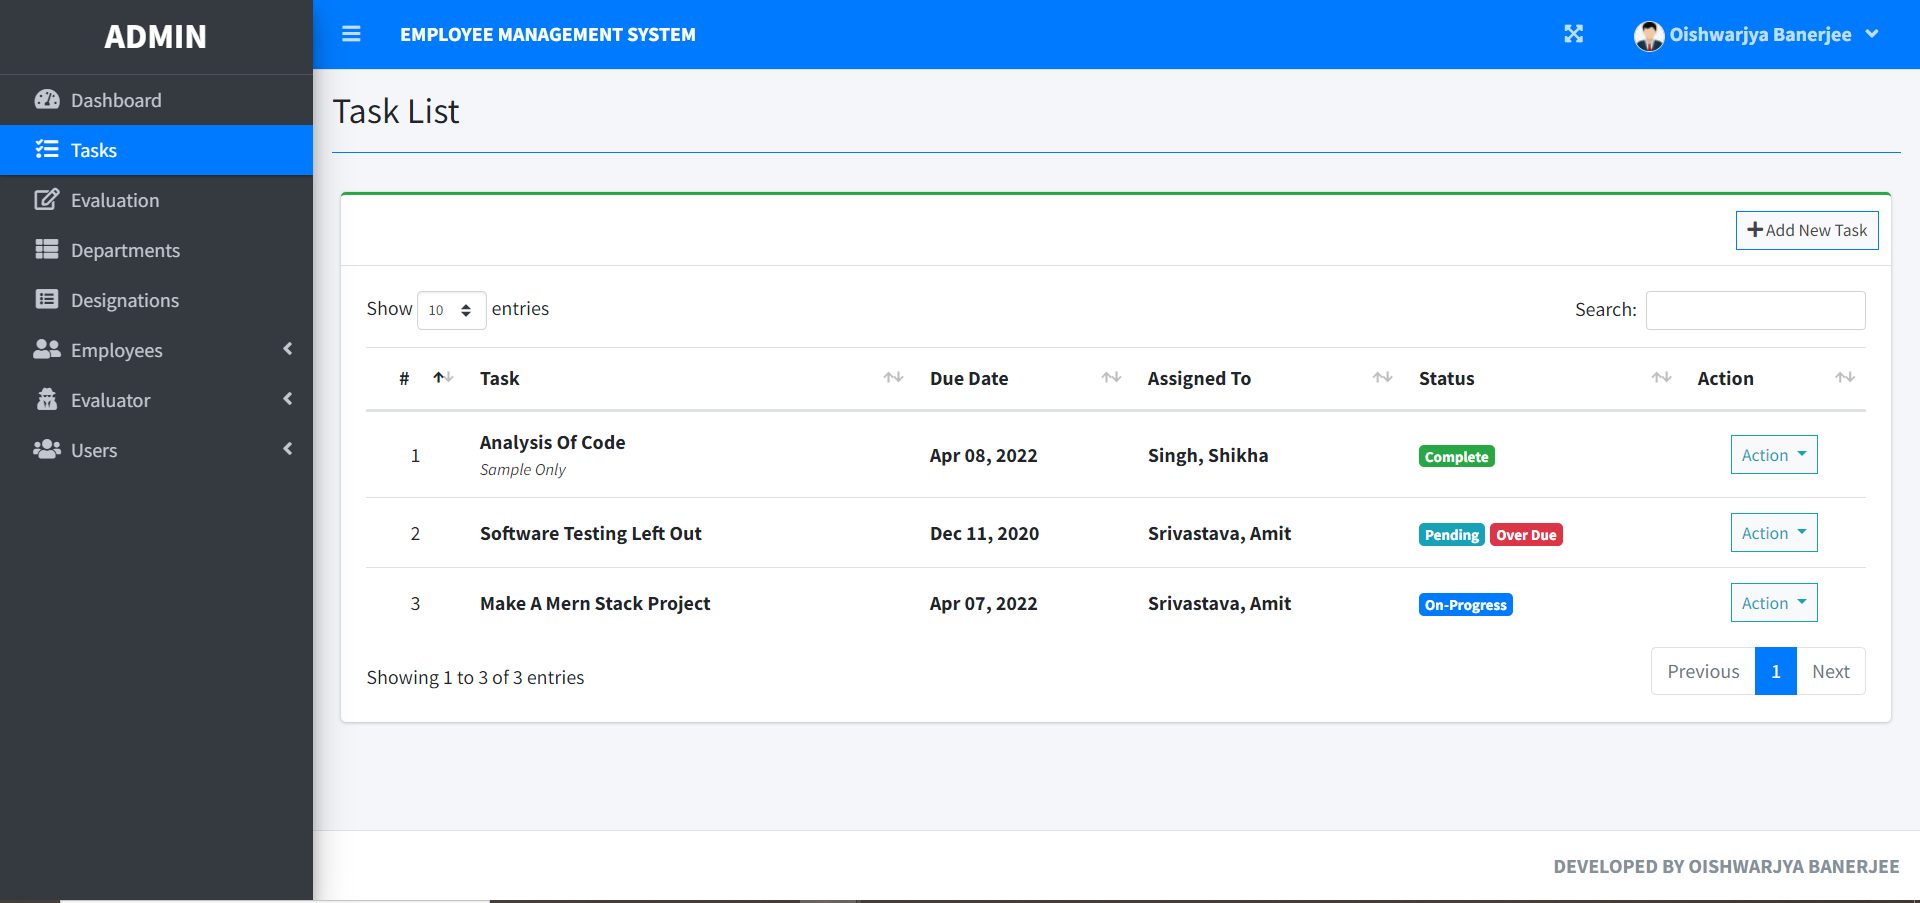 ADMIN
EMPLOYEE MANAGEMENT SYSTEM
Oishwarjya Banerjee
Dashboard
Tasks
Evaluation
Departments
Designations
Employees
Evaluator
Users
Task List
Add New Task
Show 10 entries
Search:
# Task Due Date Assigned To Status Action
1 Analysis Of Code Apr 08, 2022 Singh, Shikha Complete Action
Sample Only
2 Software Testing Left Out Dec 11, 2020 Srivastava, Amit Pending Over Due Action
3 Make A Mern Stack Project Apr 07, 2022 Srivastava, Amit On-Progress Action
Showing 1 to 3 of 3 entries
Previous 1 Next
DEVELOPED BY OISHWARJYA BANERJEE